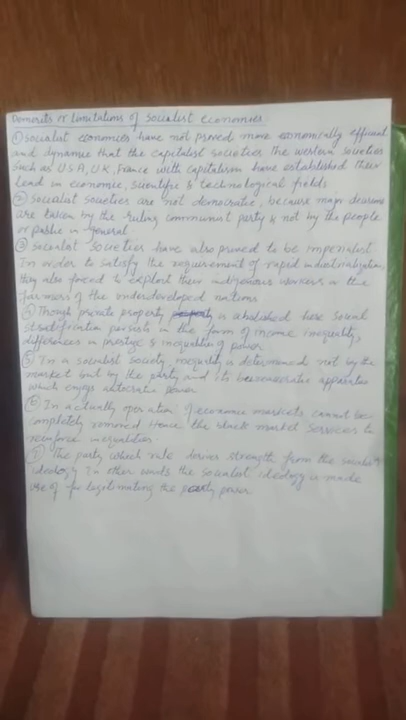 Demerits or Limitations of Socialist economies
① Socialist economies have not proved more economically efficient
and dynamic that the capitalist societies the western societies
such as U.S.A, U.K, France with capitalism have established their
lead in economic, scientific & technological fields
② Socialist societies are not democratic, because major decisions
are taken by the ruling communist party & not by the people
or public in general
③ Socialist societies have also proved to be imperialist
In order to satisfy the requirement of rapid industrialization,
they also forced to exploit their indigenous workers or the
farmers of the underdeveloped nations
④ Though private property is abolished here social
stratification persists in the form of income inequality,
differences in prestige & inequalities of power
⑤ In a socialist society inequality is determined not by the
market but by the party and its bureaucratic apparatus
which enjoys autocratic power
⑥ In actually operation of economic markets cannot be
completely removed Hence the black market services to
reinforce inequalities.
⑦ The party which rule derives strength from the socialist
ideology In other words the socialist ideology is made
use of for legitimating the party power